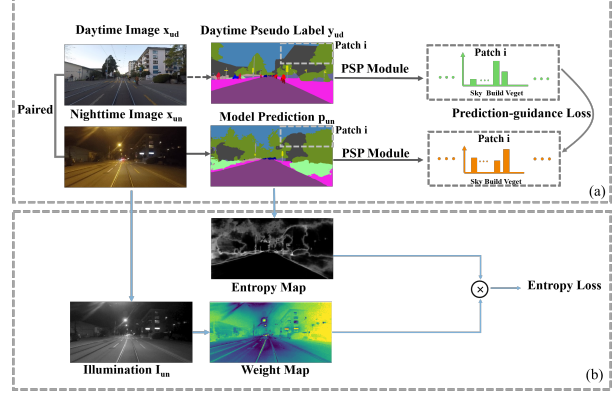 Daytime Image x_ud
Daytime Pseudo Label y_ud
Patch i
PSP Module
Patch i
Sky Build Veget
Paired
Prediction-guidance Loss
Nighttime Image x_un
Model Prediction p_un
Patch i
PSP Module
Patch i
Sky Build Veget
(a)
Entropy Map
Entropy Loss
Illumination I_un
Weight Map
(b)